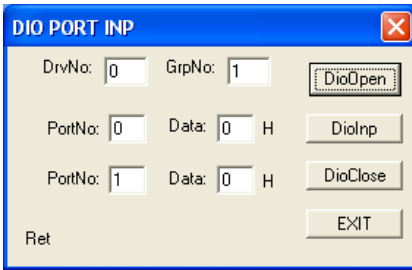 DIO PORT INP
DrvNo: 0 GrpNo: 1 DioOpen
PortNo: 0 Data: 0 H DioInp
PortNo: 1 Data: 0 H DioClose
EXIT
Ret